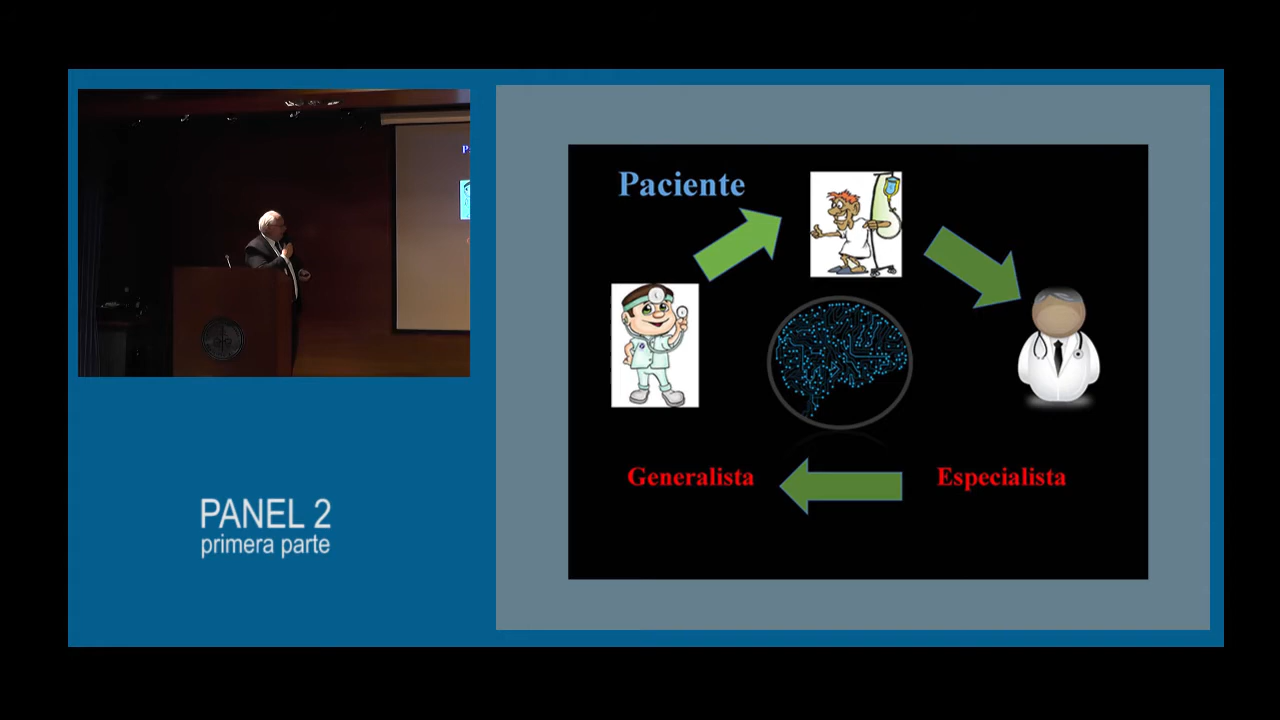 Paciente
Generalista
Especialista
PANEL 2
primera parte